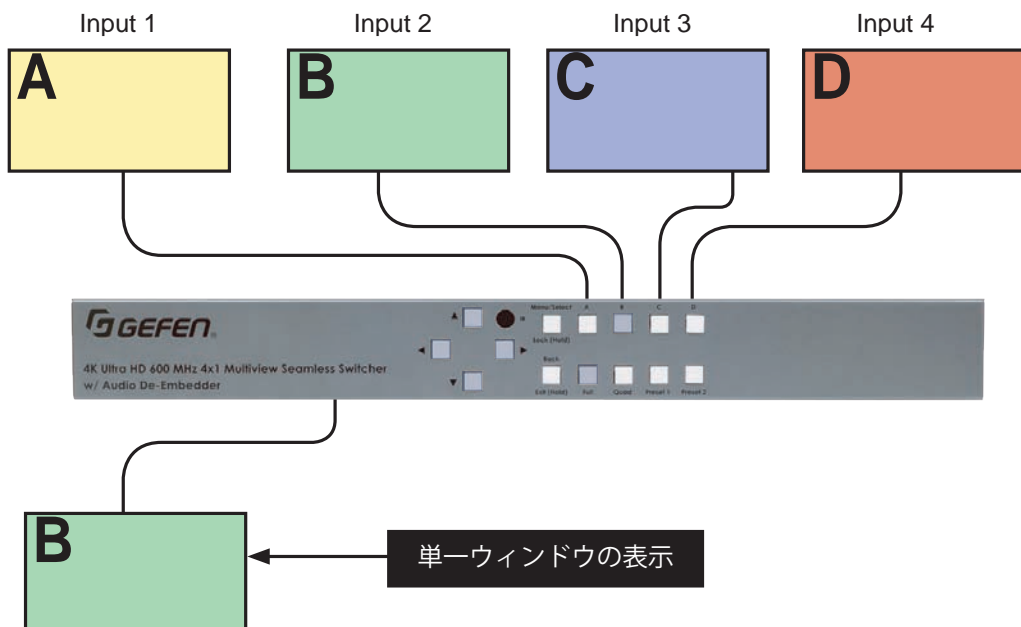 Input 1
Input 2
Input 3
Input 4
A
B
C
D
GEFEN
4K Ultra HD 600 MHz 4x1 Multiview Seamless Switcher
w/ Audio De-Embedder
▲
◄
►
▼
IR
Menu/Select
A
B
C
D
Lock (Hold)
Back
Exit (Hold)
Full
Quad
Preset 1
Preset 2
B
単一ウィンドウの表示